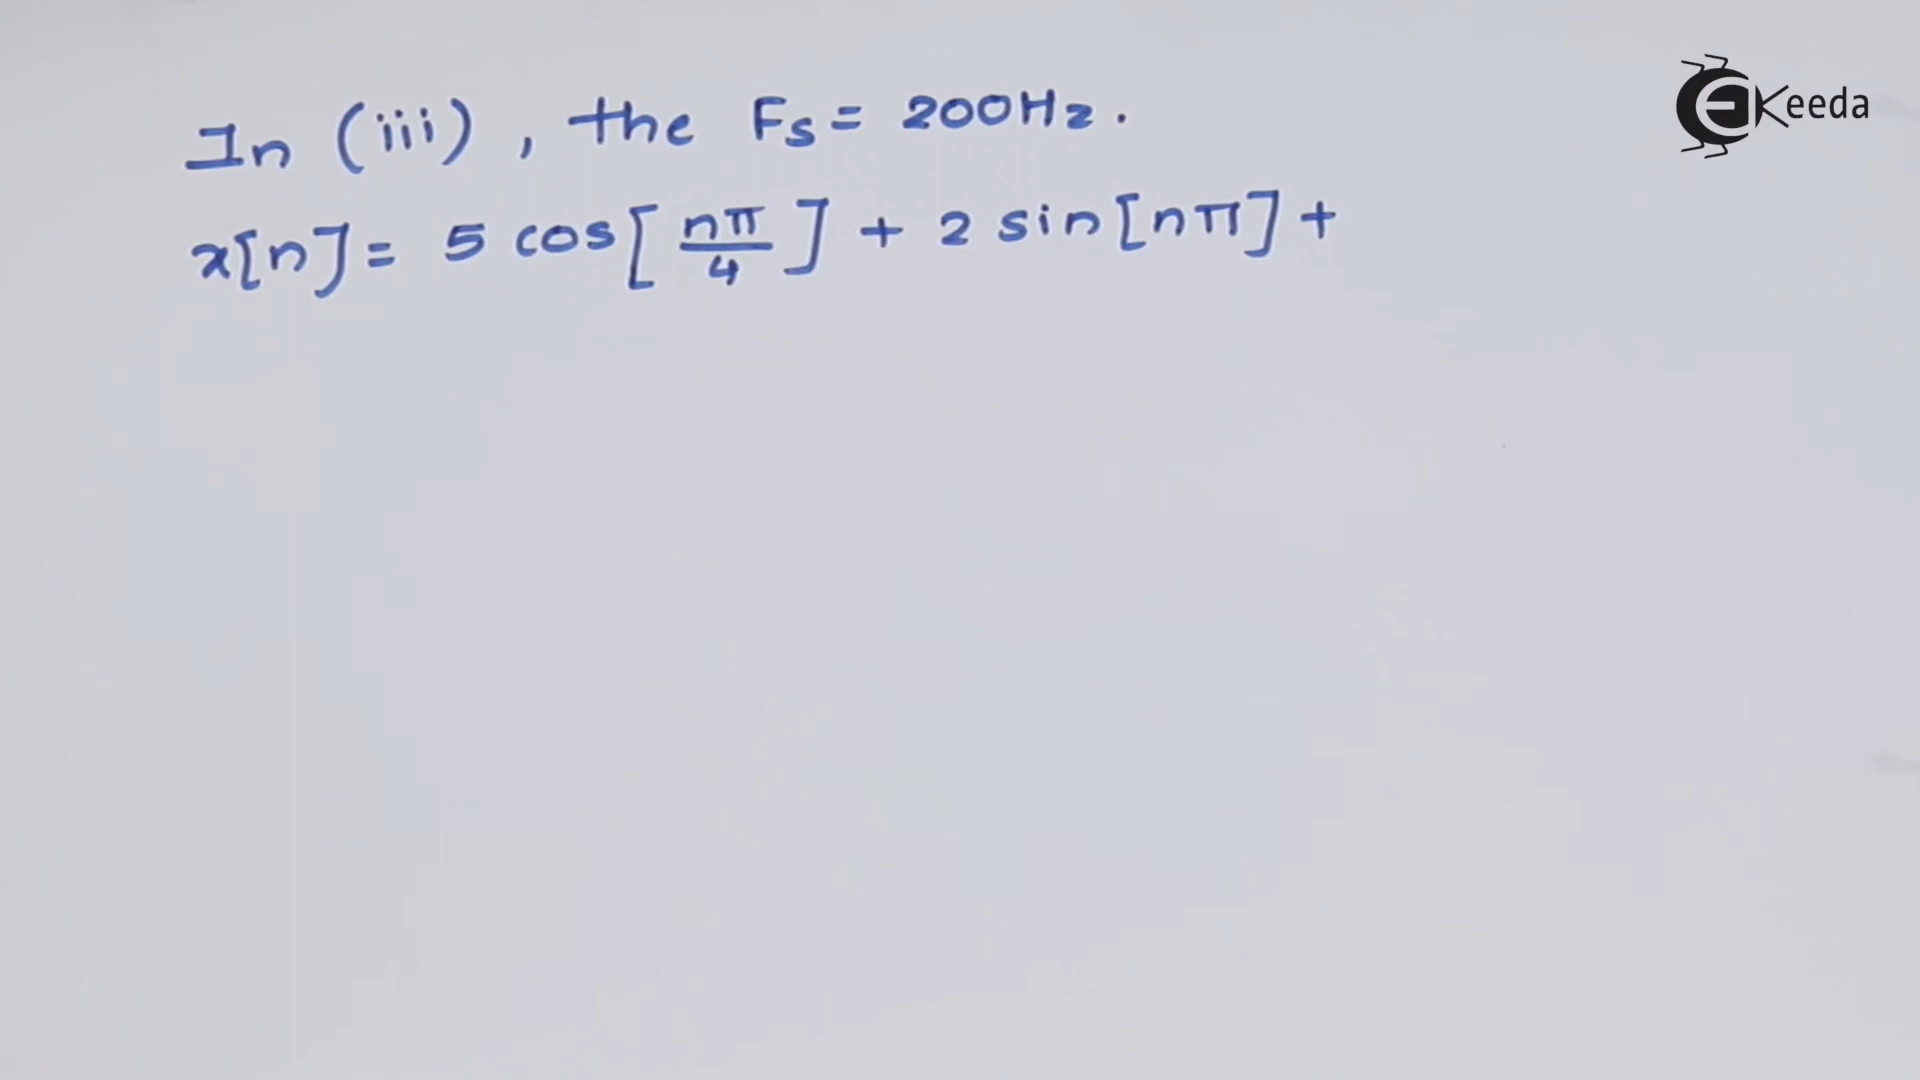 In (iii), the Fs = 200Hz.
EKeeda
x[n] = 5 cos[nπ/4] + 2 sin[nπ] +